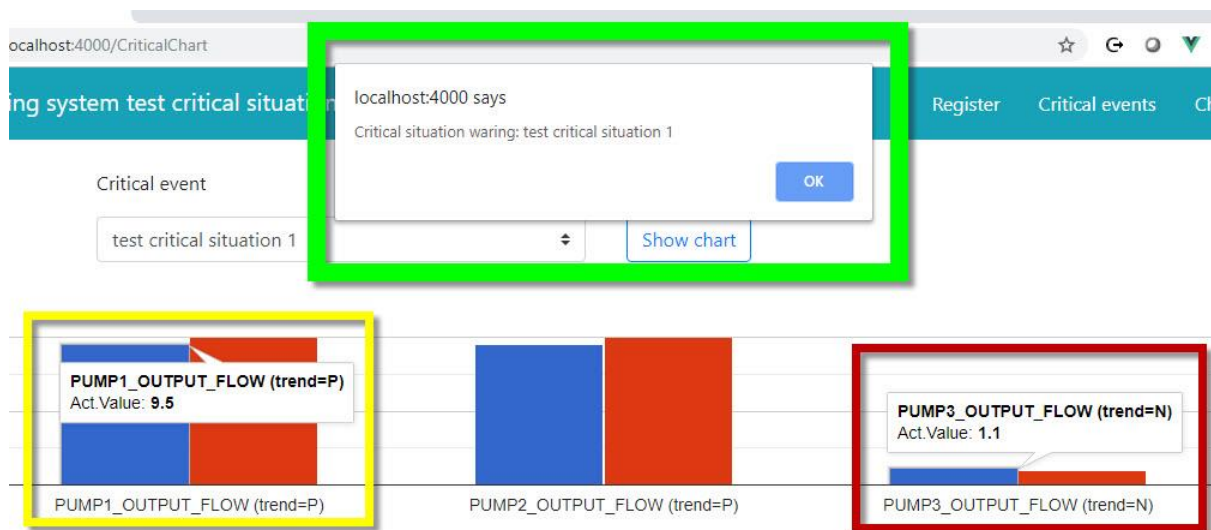 ocalhost:4000/CriticalChart
ing system test critical situati
Register
Critical events
localhost:4000 says
Critical situation waring: test critical situation 1
OK
Critical event
test critical situation 1
Show chart
PUMP1_OUTPUT_FLOW (trend=P)
Act.Value: 9.5
PUMP3_OUTPUT_FLOW (trend=N)
Act.Value: 1.1
PUMP1_OUTPUT_FLOW (trend=P)
PUMP2_OUTPUT_FLOW (trend=P)
PUMP3_OUTPUT_FLOW (trend=N)